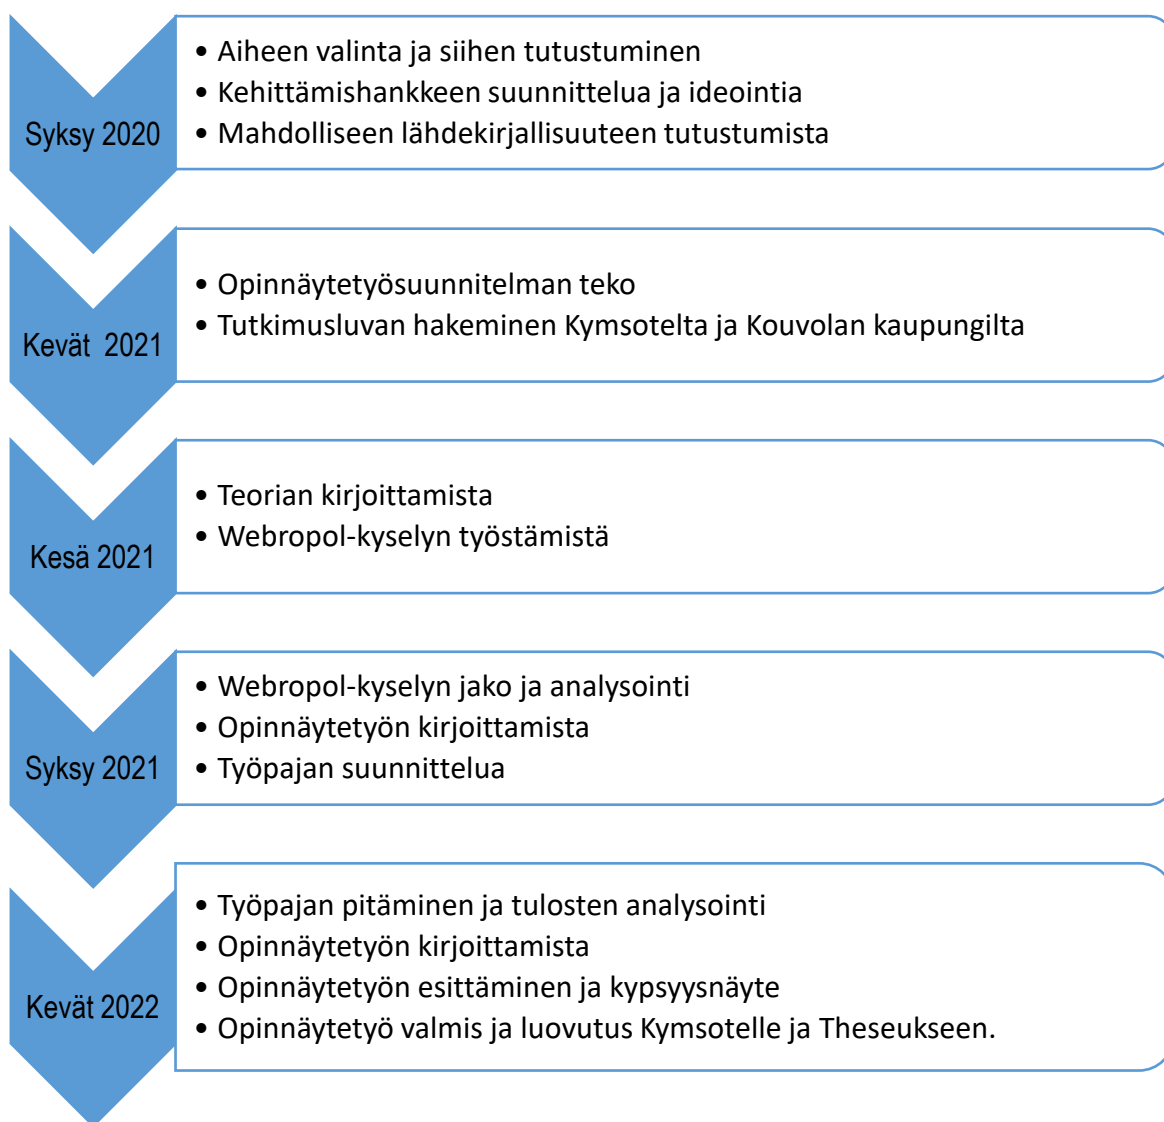 Syksy 2020
• Aiheen valinta ja siihen tutustuminen
• Kehittämishankkeen suunnittelua ja ideointia
• Mahdolliseen lähdekirjallisuuteen tutustumista
Kevät 2021
• Opinnäytetyösuunnitelman teko
• Tutkimusluvan hakeminen Kymsotelta ja Kouvolan kaupungilta
Kesä 2021
• Teorian kirjoittamista
• Webropol-kyselyn työstämistä
Syksy 2021
• Webropol-kyselyn jako ja analysointi
• Opinnäytetyön kirjoittamista
• Työpajan suunnittelua
Kevät 2022
• Työpajan pitäminen ja tulosten analysointi
• Opinnäytetyön kirjoittamista
• Opinnäytetyön esittäminen ja kypsyysnäyte
• Opinnäytetyö valmis ja luovutus Kymsotelle ja Theseukseen.